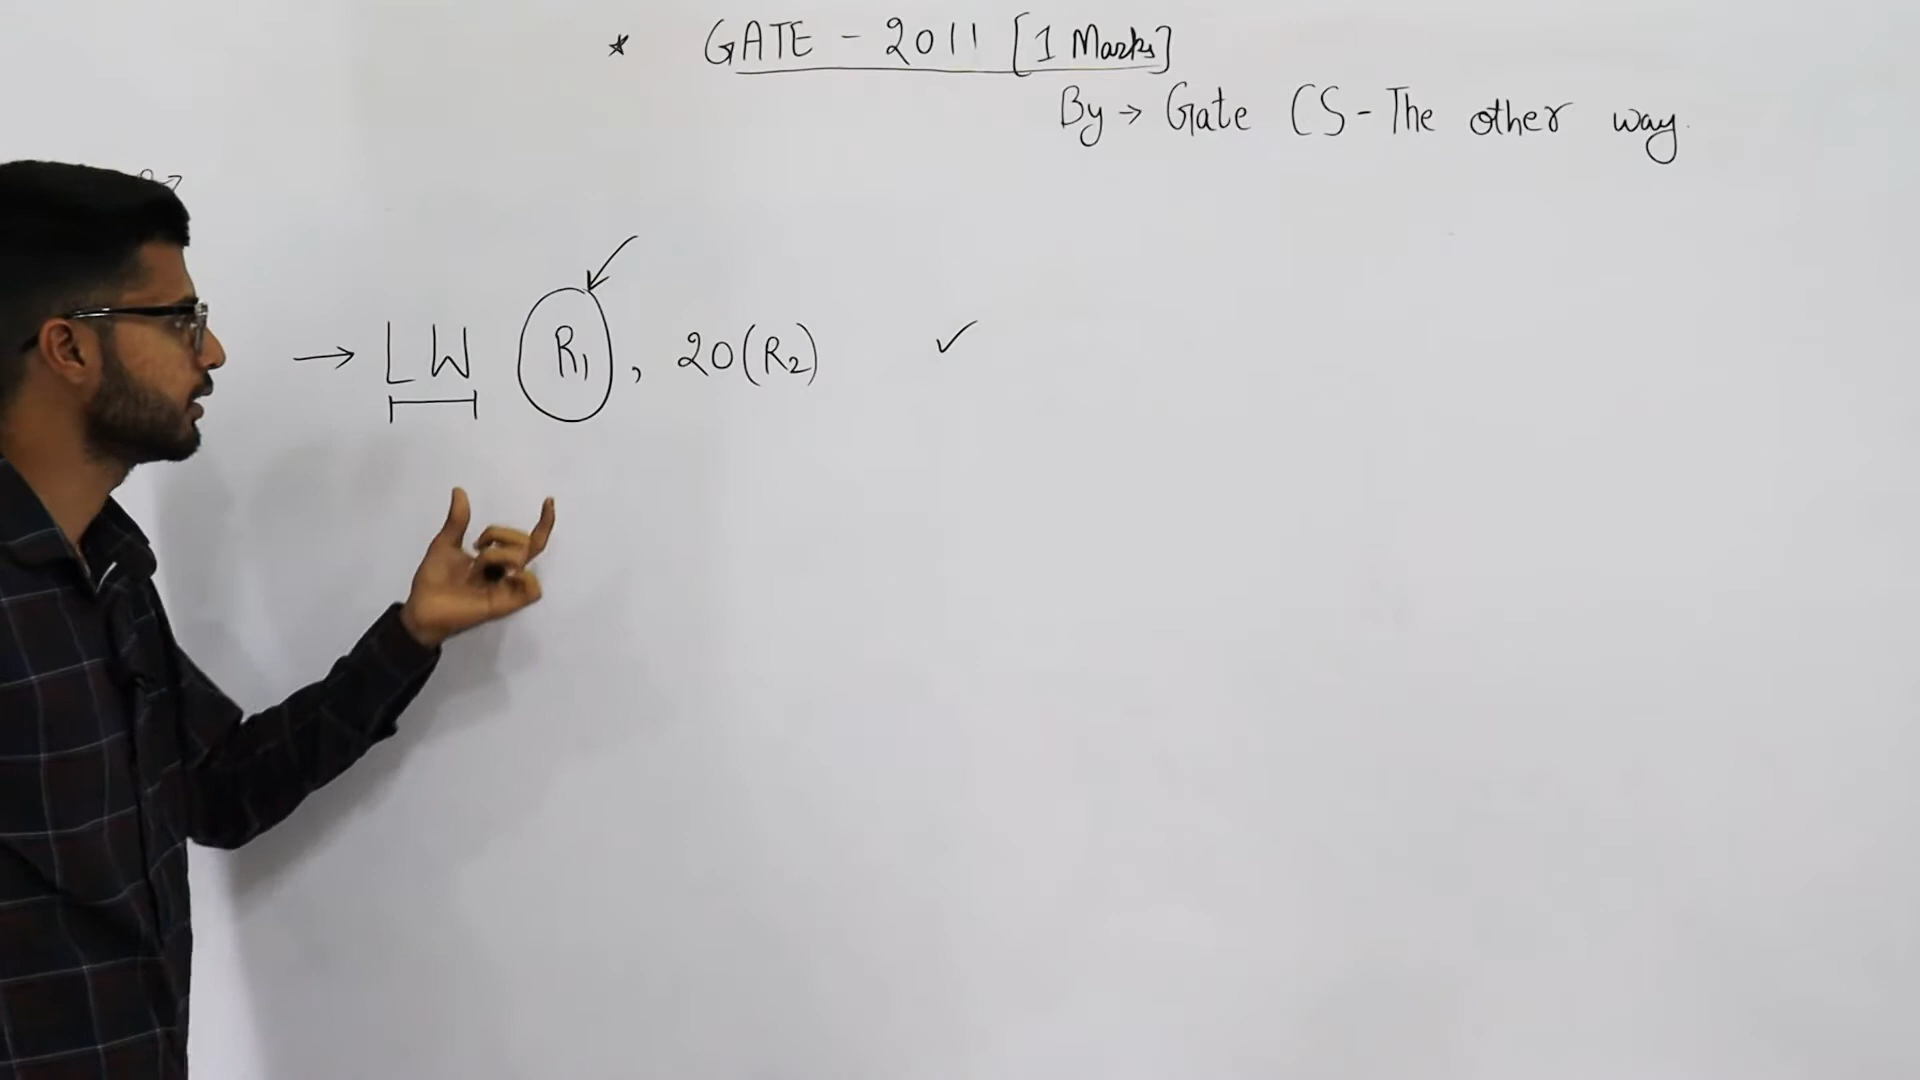 * GATE - 2011 [1 Marks]
By → Gate CS - The other way.
→ LW R1, 20(R2) ✓